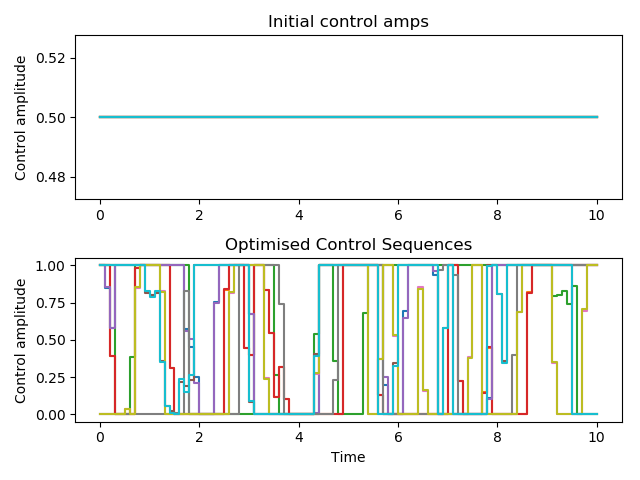 Initial control amps
Control amplitude
0.52
0.50
0.48
0 2 4 6 8 10
Optimised Control Sequences
Control amplitude
1.00
0.75
0.50
0.25
0.00
0 2 4 6 8 10
Time